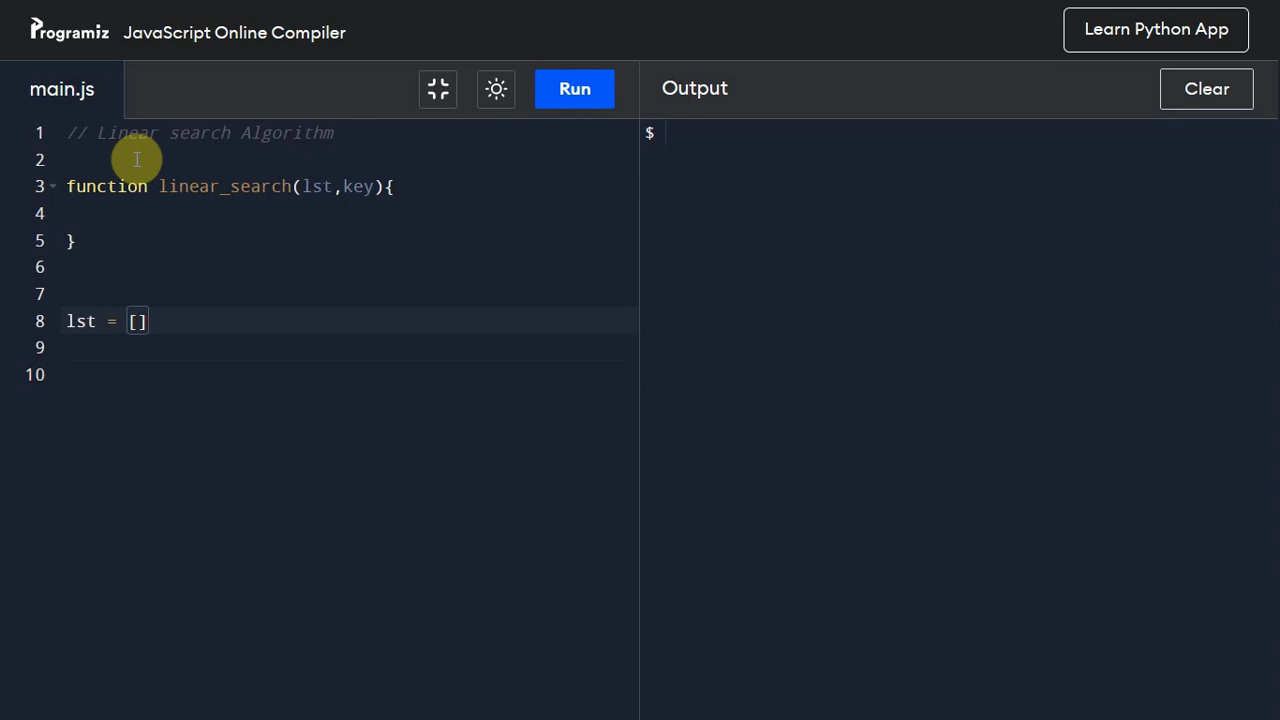 Programiz JavaScript Online Compiler Learn Python App
main.js Run Output Clear
1 // Linear search Algorithm $
2
3 function linear_search(lst,key){
4
5 }
6
7
8 lst = []
9
10